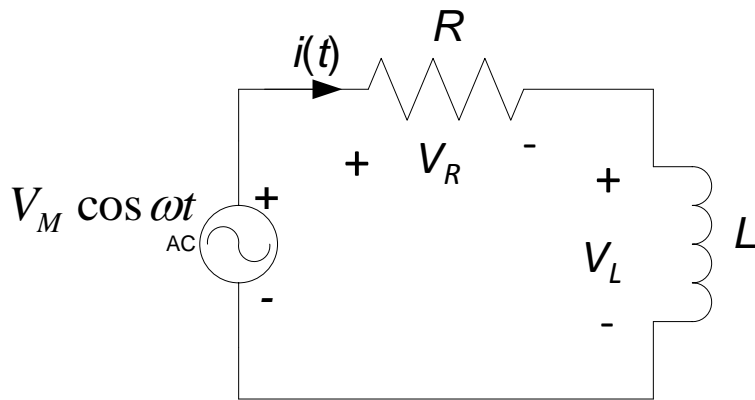 R
i(t)
+ V_R -
V_M cos ωt
+
AC
-
+
V_L
-
L